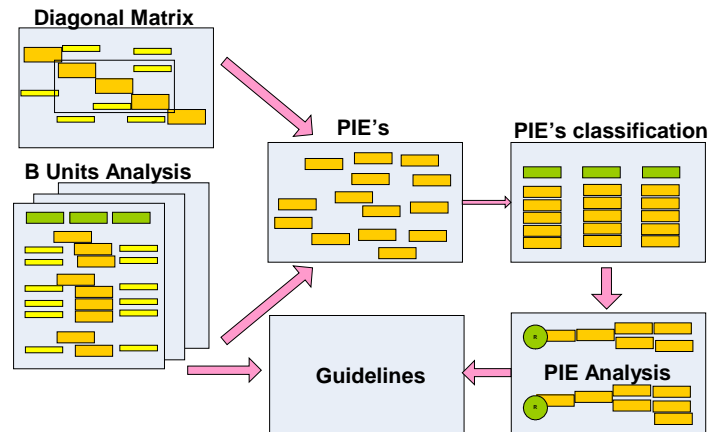 Diagonal Matrix
PIE's
PIE's classification
B Units Analysis
R
PIE Analysis
Guidelines
R